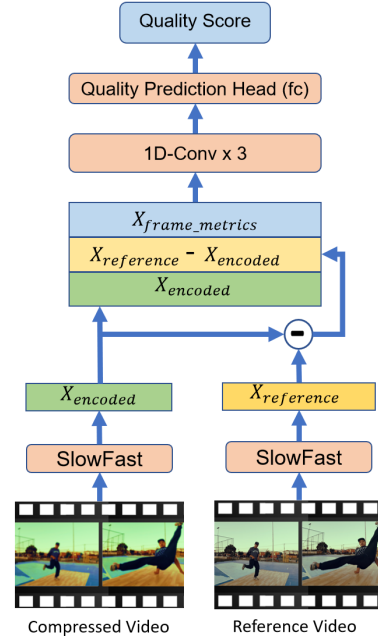 Quality Score
Quality Prediction Head (fc)
1D-Conv x 3
X_frame_metrics
X_reference - X_encoded
X_encoded
-
X_encoded
X_reference
SlowFast
SlowFast
Compressed Video
Reference Video